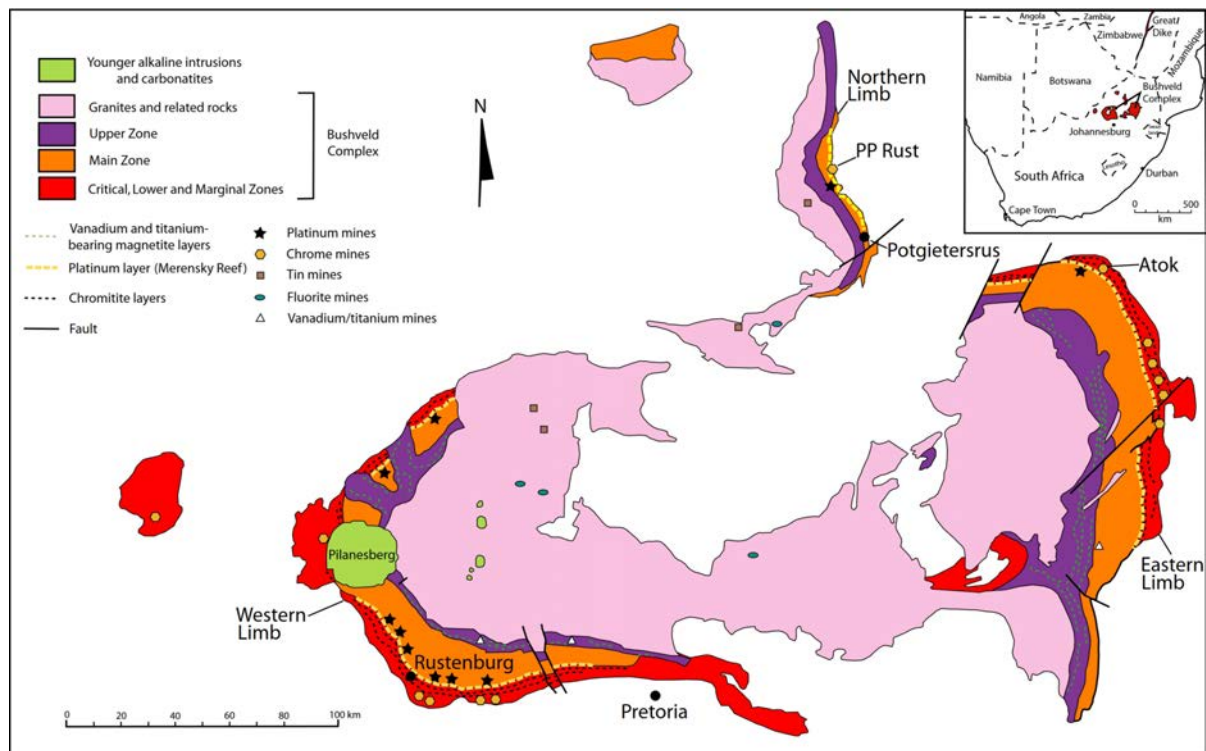 Younger alkaline intrusions
and carbonatites
Granites and related rocks
Upper Zone
Main Zone
Critical, Lower and Marginal Zones
Bushveld
Complex
Vanadium and titanium-
bearing magnetite layers
Platinum layer (Merensky Reef)
Chromitite layers
Fault
Platinum mines
Chrome mines
Tin mines
Fluorite mines
Vanadium/titanium mines
N
Northern
Limb
PP Rust
Potgietersrus
Angola
Zambia
Zimbabwe
Great
Dike
Mozambique
Namibia
Botswana
Bushveld
Complex
Johannesburg
South Africa
Lesotho
Durban
Cape Town
0 500
km
Atok
Eastern
Limb
Pilanesberg
Western
Limb
Rustenburg
Pretoria
0 20 40 60 80 100 km